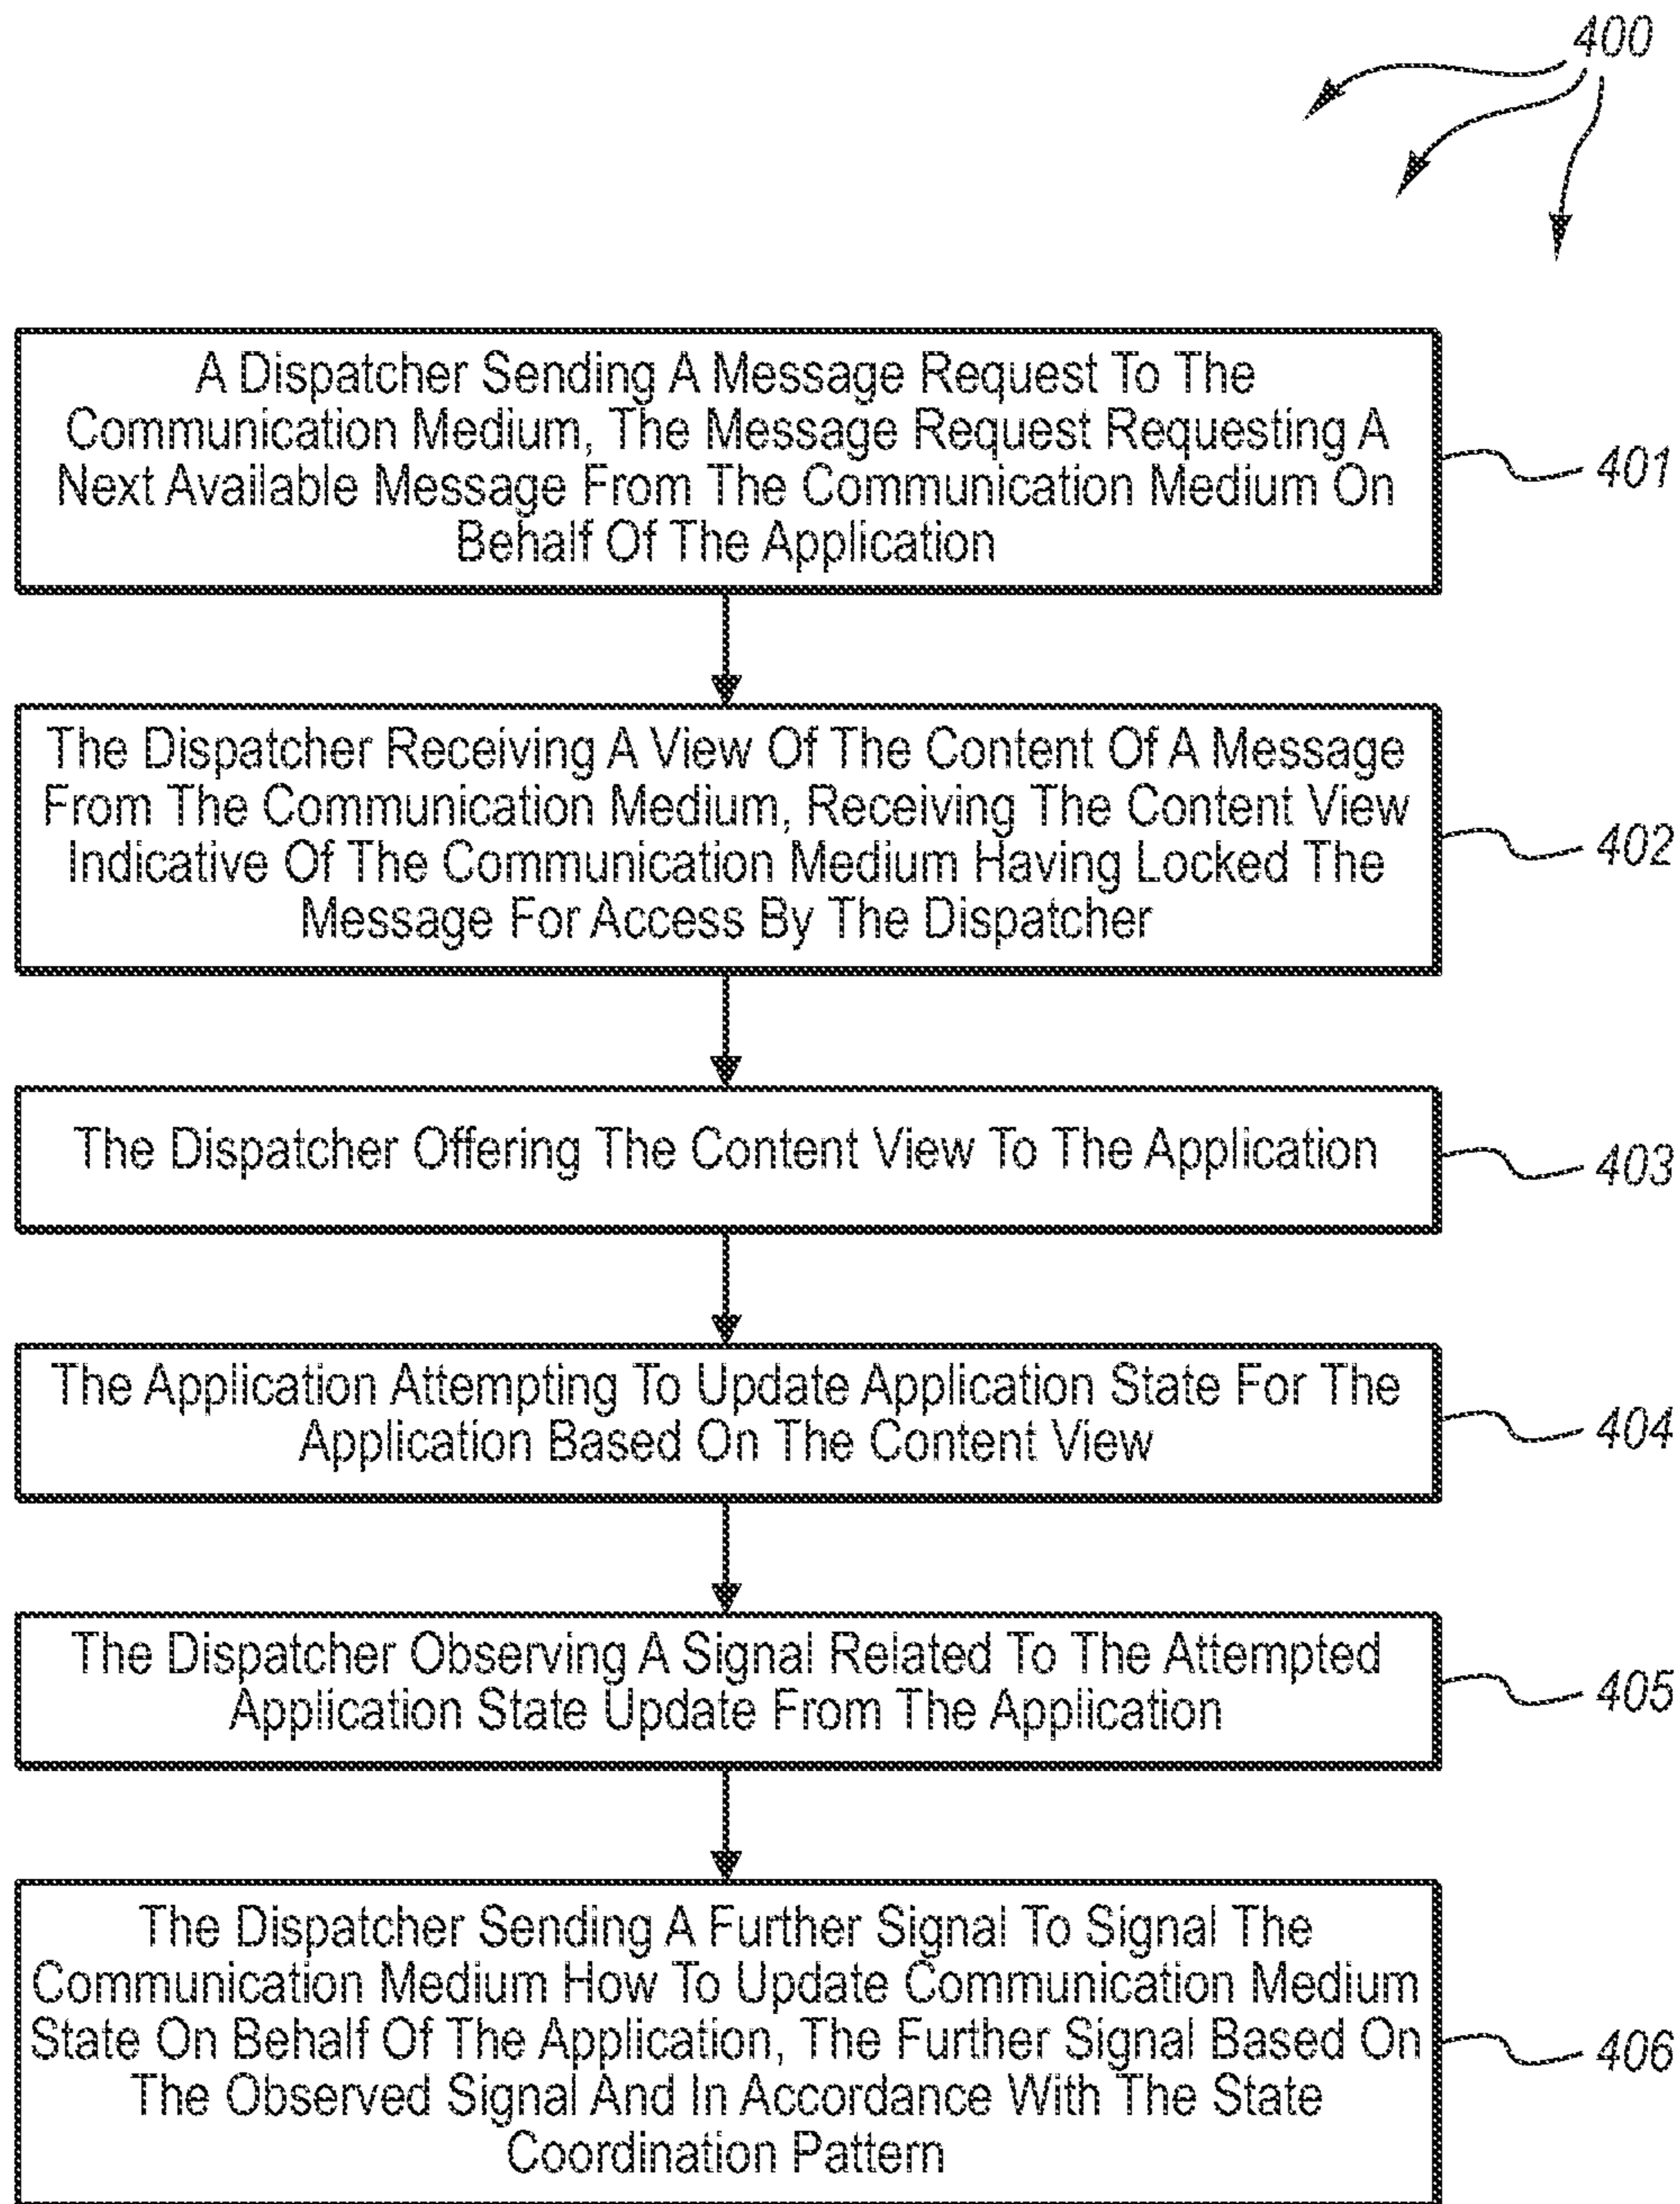 400
A Dispatcher Sending A Message Request To The
Communication Medium, The Message Request Requesting A
Next Available Message From The Communication Medium On
Behalf Of The Application
401
The Dispatcher Receiving A View Of The Content Of A Message
From The Communication Medium, Receiving The Content View
Indicative Of The Communication Medium Having Locked The
Message For Access By The Dispatcher
402
The Dispatcher Offering The Content View To The Application
403
The Application Attempting To Update Application State For The
Application Based On The Content View
404
The Dispatcher Observing A Signal Related To The Attempted
Application State Update From The Application
405
The Dispatcher Sending A Further Signal To Signal The
Communication Medium How To Update Communication Medium
State On Behalf Of The Application, The Further Signal Based On
The Observed Signal And In Accordance With The State
Coordination Pattern
406